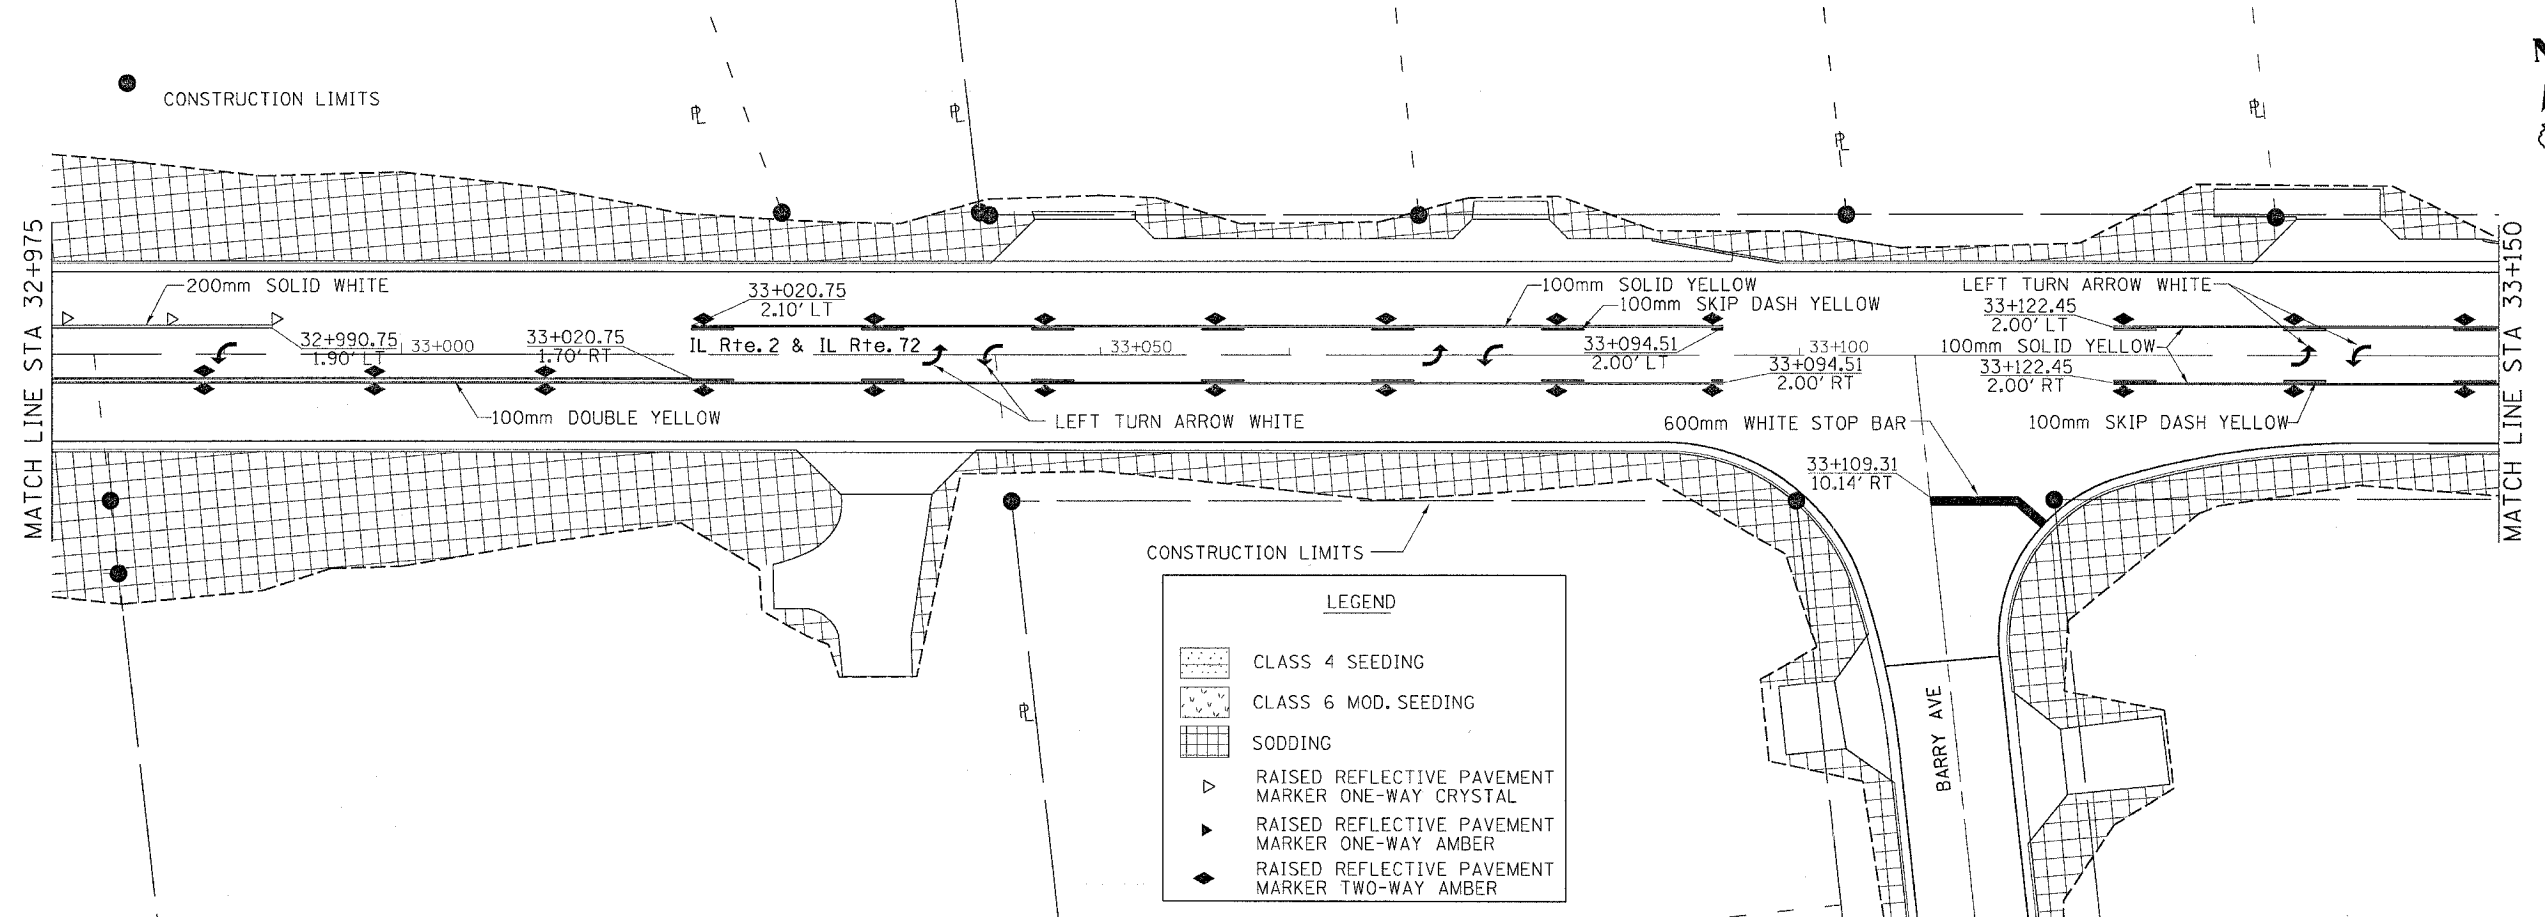 CONSTRUCTION LIMITS
PL
PL
PL
PL
PL
N
MATCH LINE STA 32+975
MATCH LINE STA 33+150
200mm SOLID WHITE
33+020.75
2.10' LT
100mm SOLID YELLOW
100mm SKIP DASH YELLOW
LEFT TURN ARROW WHITE
33+122.45
2.00' LT
32+990.75
1.90' LT
33+000
33+020.75
1.70' RT
IL Rte. 2 & IL Rte. 72
33+050
33+094.51
2.00' LT
33+100
33+094.51
2.00' RT
100mm SOLID YELLOW
33+122.45
2.00' RT
100mm DOUBLE YELLOW
LEFT TURN ARROW WHITE
600mm WHITE STOP BAR
100mm SKIP DASH YELLOW
33+109.31
10.14' RT
CONSTRUCTION LIMITS
PL
BARRY AVE
LEGEND
CLASS 4 SEEDING
CLASS 6 MOD. SEEDING
SODDING
RAISED REFLECTIVE PAVEMENT
MARKER ONE-WAY CRYSTAL
RAISED REFLECTIVE PAVEMENT
MARKER ONE-WAY AMBER
RAISED REFLECTIVE PAVEMENT
MARKER TWO-WAY AMBER